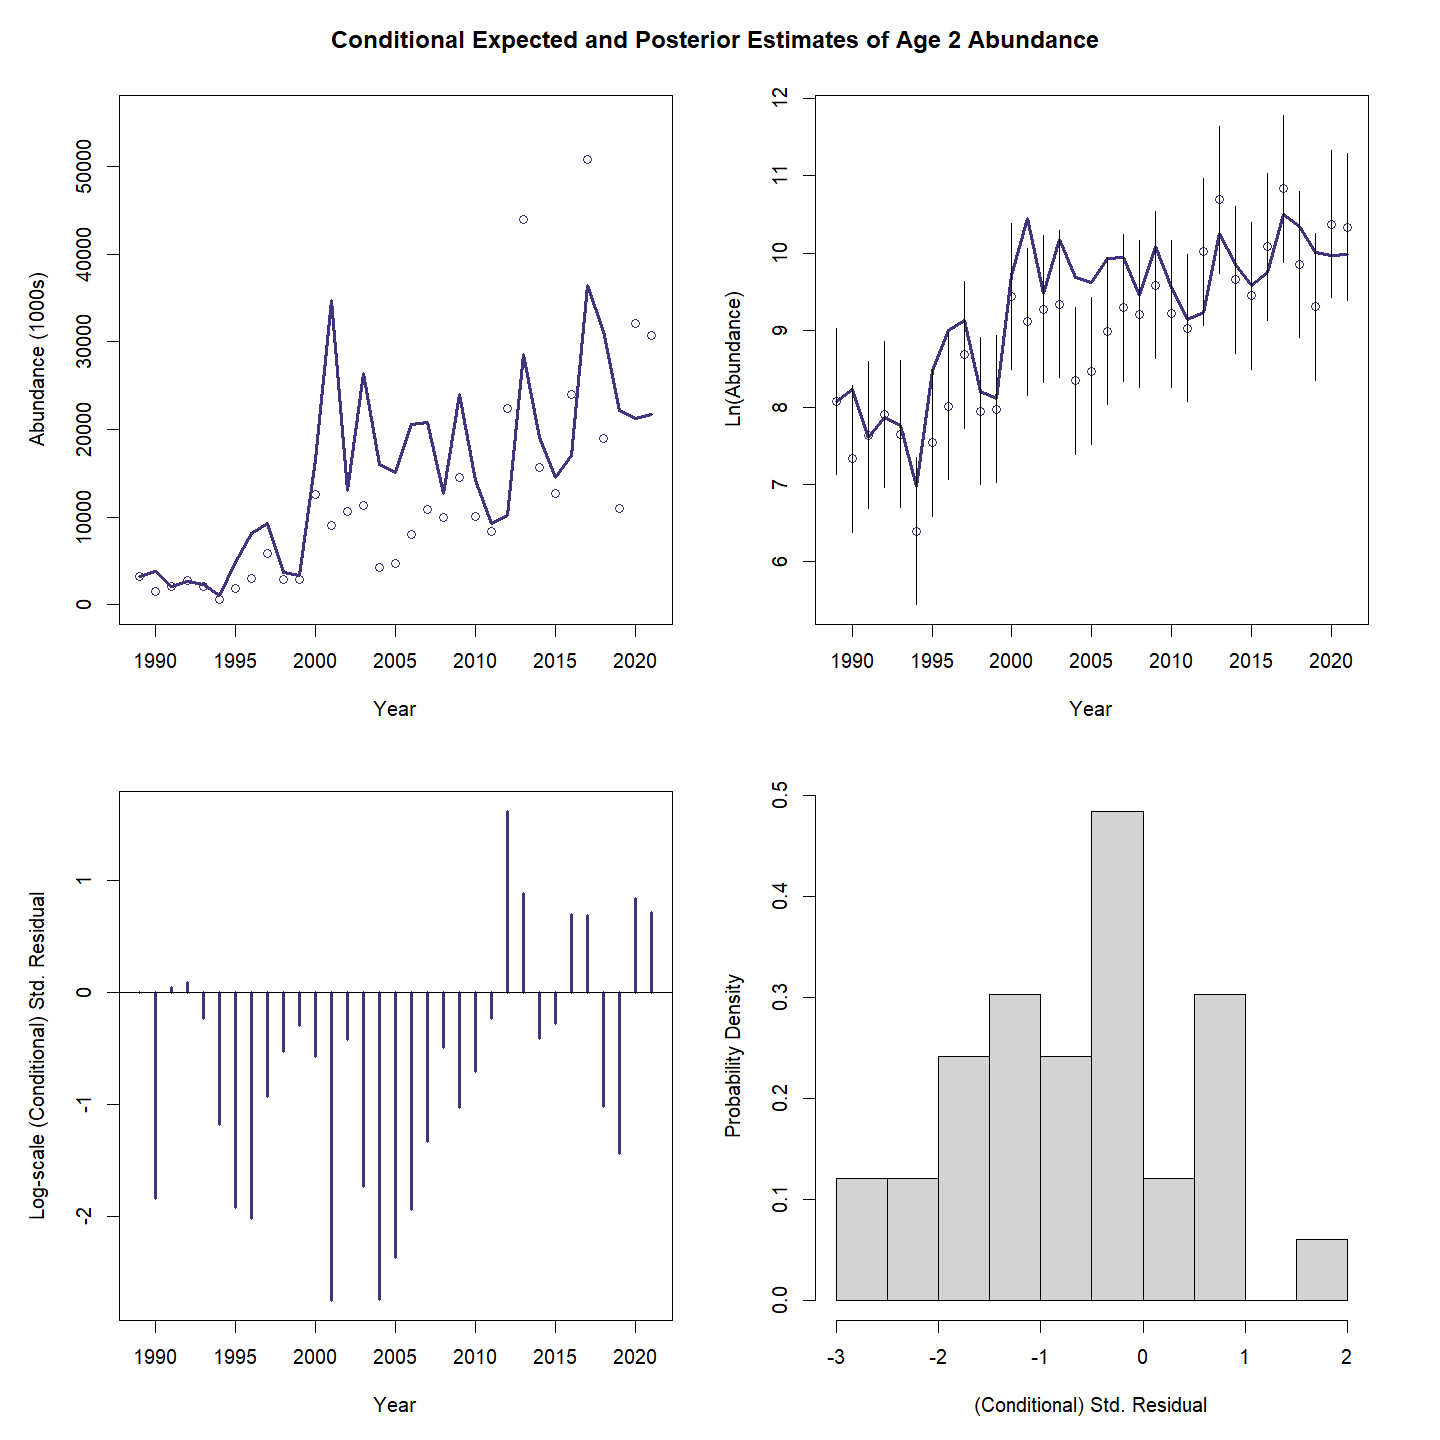 Conditional Expected and Posterior Estimates of Age 2 Abundance
Abundance (1000s)
50000
40000
30000
20000
10000
0
1990 1995 2000 2005 2010 2015 2020
Year
Ln(Abundance)
12
11
10
9
8
7
6
1990 1995 2000 2005 2010 2015 2020
Year
Log-scale (Conditional) Std. Residual
1
0
-1
-2
1990 1995 2000 2005 2010 2015 2020
Year
Probability Density
0.5
0.4
0.3
0.2
0.1
0.0
-3 -2 -1 0 1 2
(Conditional) Std. Residual